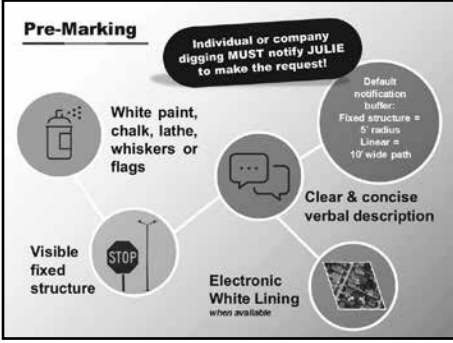 Pre-Marking
Individual or company
digging MUST notify JULIE
to make the request!
White paint,
chalk, lathe,
whiskers or
flags
Default
notification
buffer:
Fixed structure =
5' radius
Linear =
10' wide path
Clear & concise
verbal description
Visible
fixed
structure
STOP
Electronic
White Lining
when available